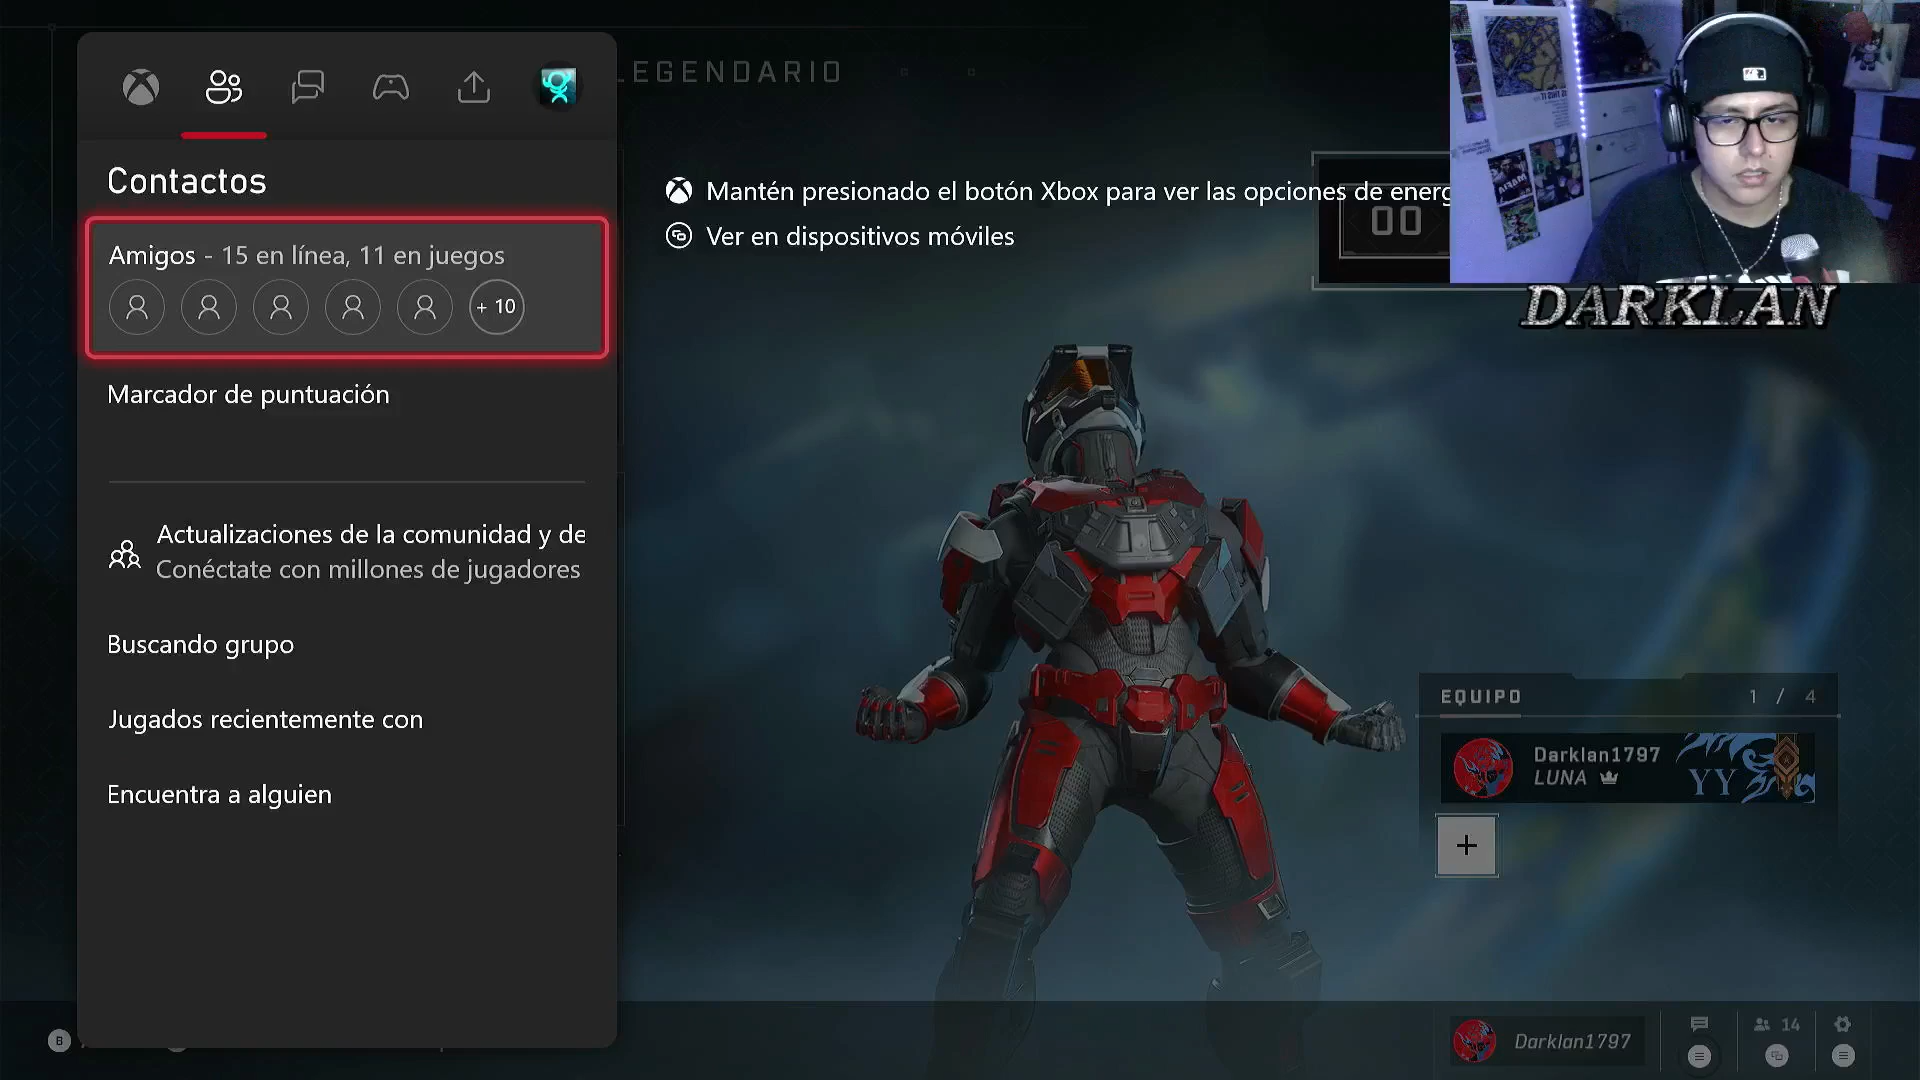 LEGENDARIO
Contactos
Amigos - 15 en línea, 11 en juegos
+ 10
Marcador de puntuación
Actualizaciones de la comunidad y de
Conéctate con millones de jugadores
Buscando grupo
Jugados recientemente con
Encuentra a alguien
Mantén presionado el botón Xbox para ver las opciones de energ
Ver en dispositivos móviles
00
DARKLAN
EQUIPO 1 / 4
Darklan1797
LUNA
YY
+
B
Darklan1797
14